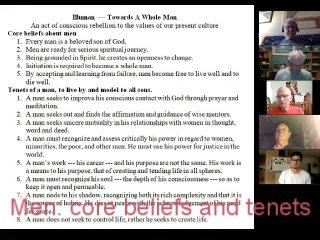 Illuman — Towards A Whole Man
An act of conscious rebellion to the values of our present culture
Core beliefs about men
1. Every man is a beloved son of God.
2. Men are ready for serious spiritual journey.
3. Being grounded in Spirit, he creates an openness to change.
4. Initiation is required to become a whole man.
5. By accepting and learning from failure, men become free to live well and to
die well.
Tenets of a man, to live by and model to all sons.
1. A man seeks to improve his conscious contact with God through prayer and
meditation.
2. A man seeks out and finds the affirmation and guidance of wise mentors.
3. A man seeks sincere mutuality in his relationships with women in thought,
word and deed.
4. A man must recognize and assess critically his power in regard to women,
minorities, the poor, and other men. He must use his power for justice in the
world.
5. A man's work --- his career --- and his purpose are not the same. His work is a
means to his purpose, that of creating and tending life in all spheres.
6. A man must recognize his soul --- the depth of his consciousness --- so as to
keep it open and permeable.
7. A man nods to his shadow, recognizing both its rich complexity and that it is
the
Men: core beliefs and tenets
8. A man does not seek to control life, rather he seeks to create life.